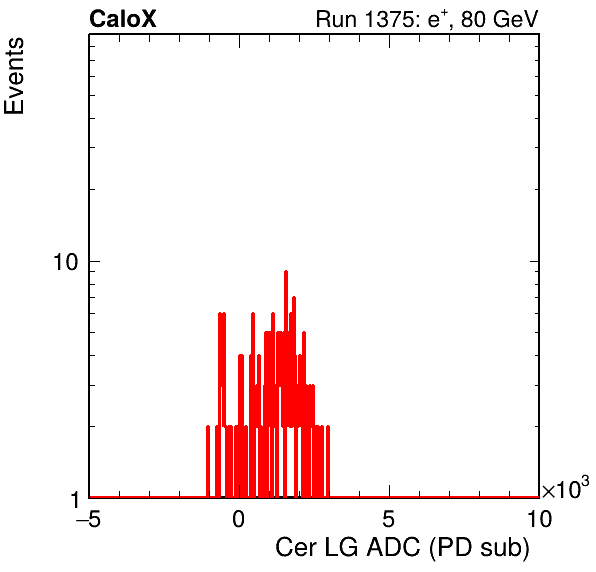 CaloX Run 1375: e⁺, 80 GeV
Events
10
1
−5 0 5 10
×10³
Cer LG ADC (PD sub)